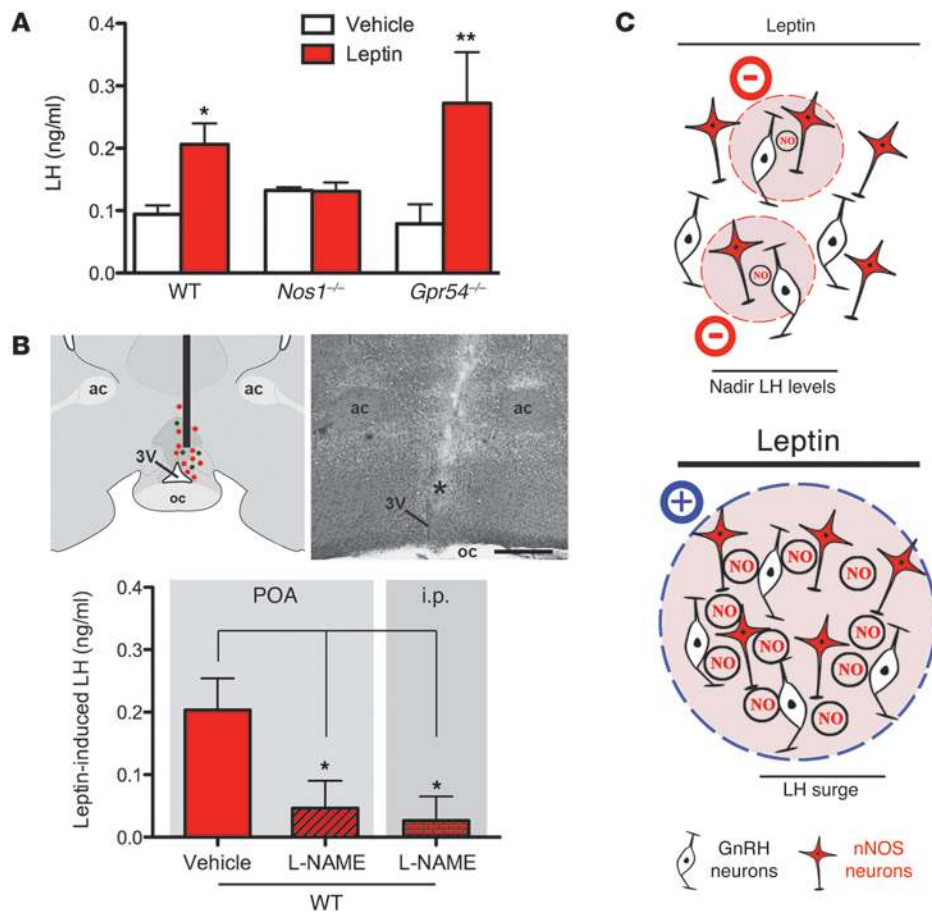 A
LH (ng/ml)
0.4
0.3
0.2
0.1
0.0
Vehicle
Leptin
*
**
WT
Nos1⁻/⁻
Gpr54⁻/⁻
B
ac
ac
3V
oc
ac
ac
*
3V
oc
Leptin-induced LH (ng/ml)
0.4
0.3
0.2
0.1
0.0
POA
i.p.
*
*
Vehicle
L-NAME
L-NAME
WT
C
Leptin
NO
NO
Nadir LH levels
Leptin
NO
NO
NO
NO
NO
NO
NO
NO
NO
NO
LH surge
GnRH
neurons
nNOS
neurons